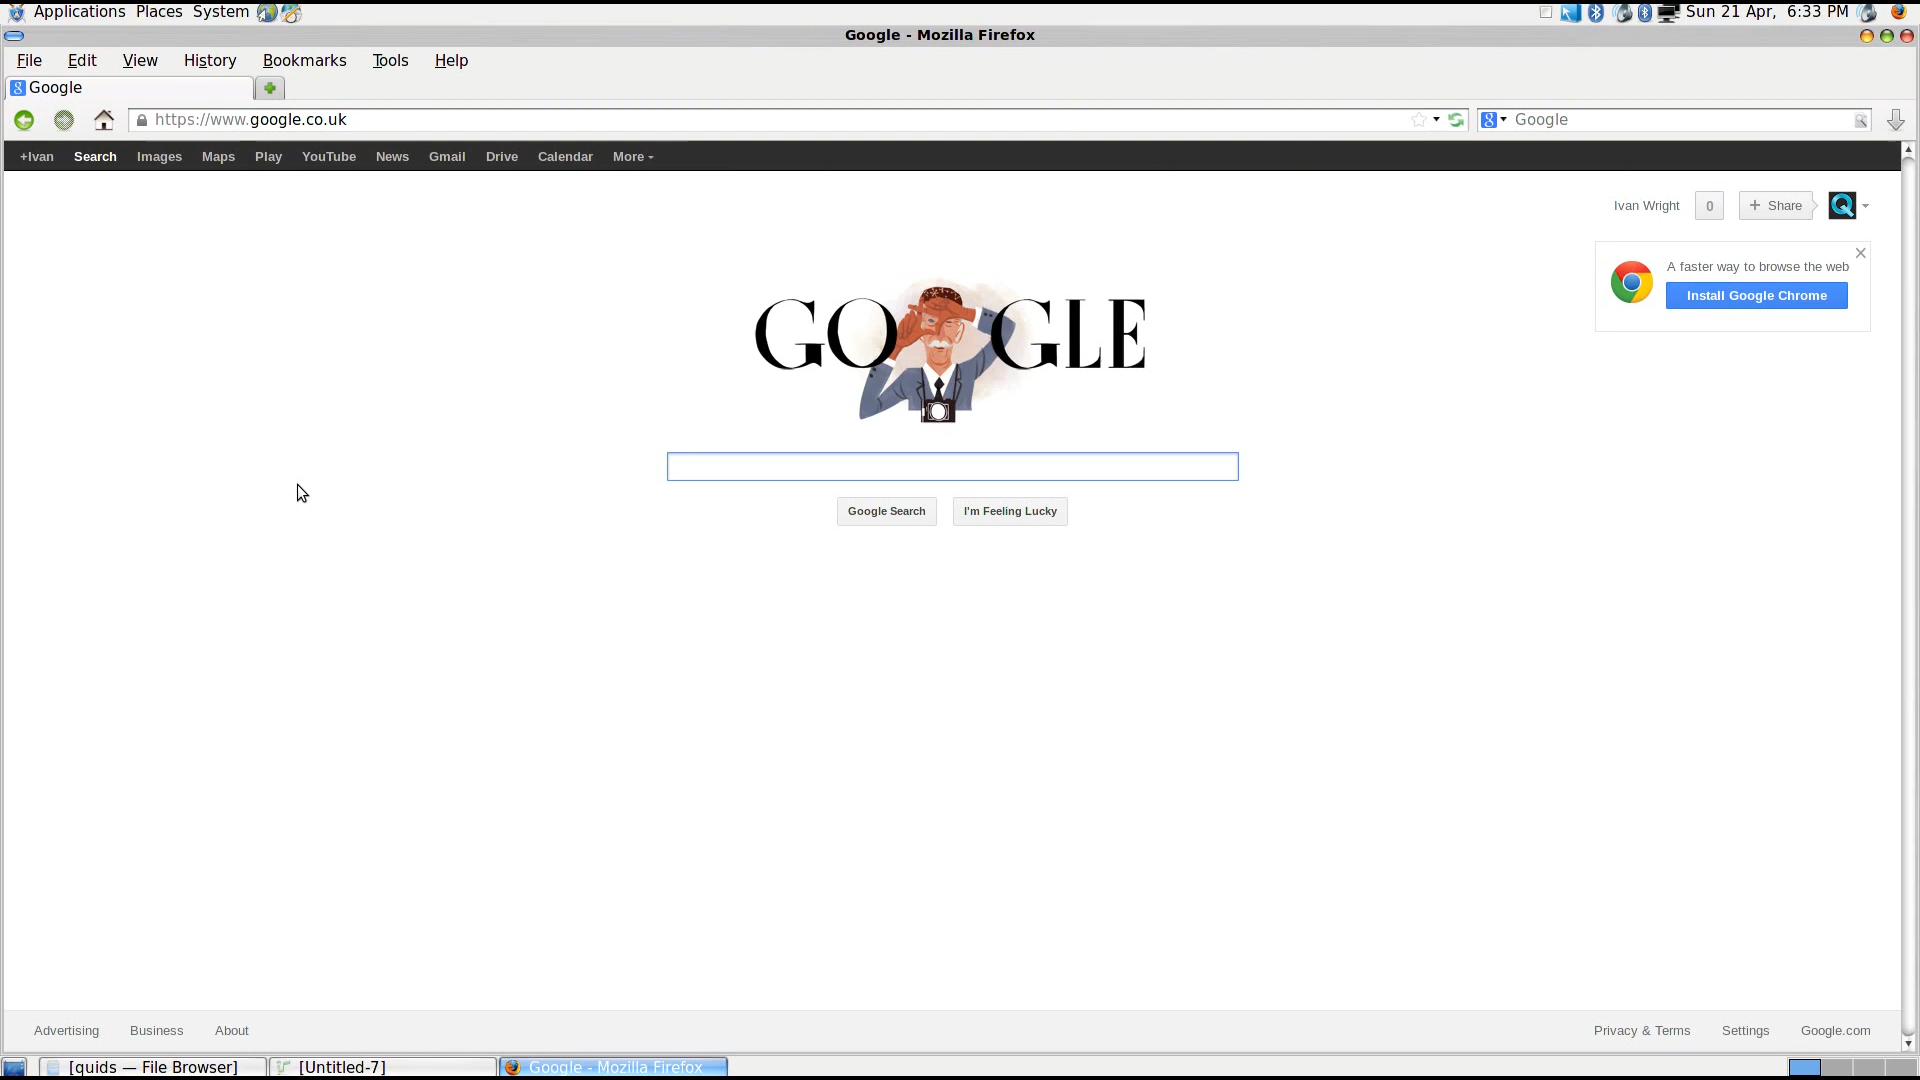 Applications Places System Sun 21 Apr, 6:33 PM
Google - Mozilla Firefox
File Edit View History Bookmarks Tools Help
Google
https://www.google.co.uk Google
+Ivan Search Images Maps Play YouTube News Gmail Drive Calendar More
Ivan Wright 0 + Share
A faster way to browse the web
Install Google Chrome
GOOGLE
Google Search I'm Feeling Lucky
Advertising Business About Privacy & Terms Settings Google.com
[quids — File Browser] [Untitled-7] Google - Mozilla Firefox